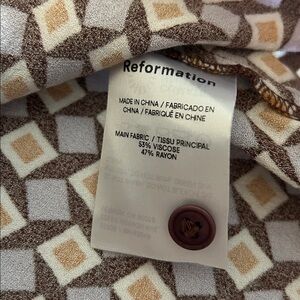 Reformation
MADE IN CHINA / FABRICADO EN
CHINA / FABRIQUÉ EN CHINE
MAIN FABRIC / TISSU PRINCIPAL
53% VISCOSE
47% RAYON